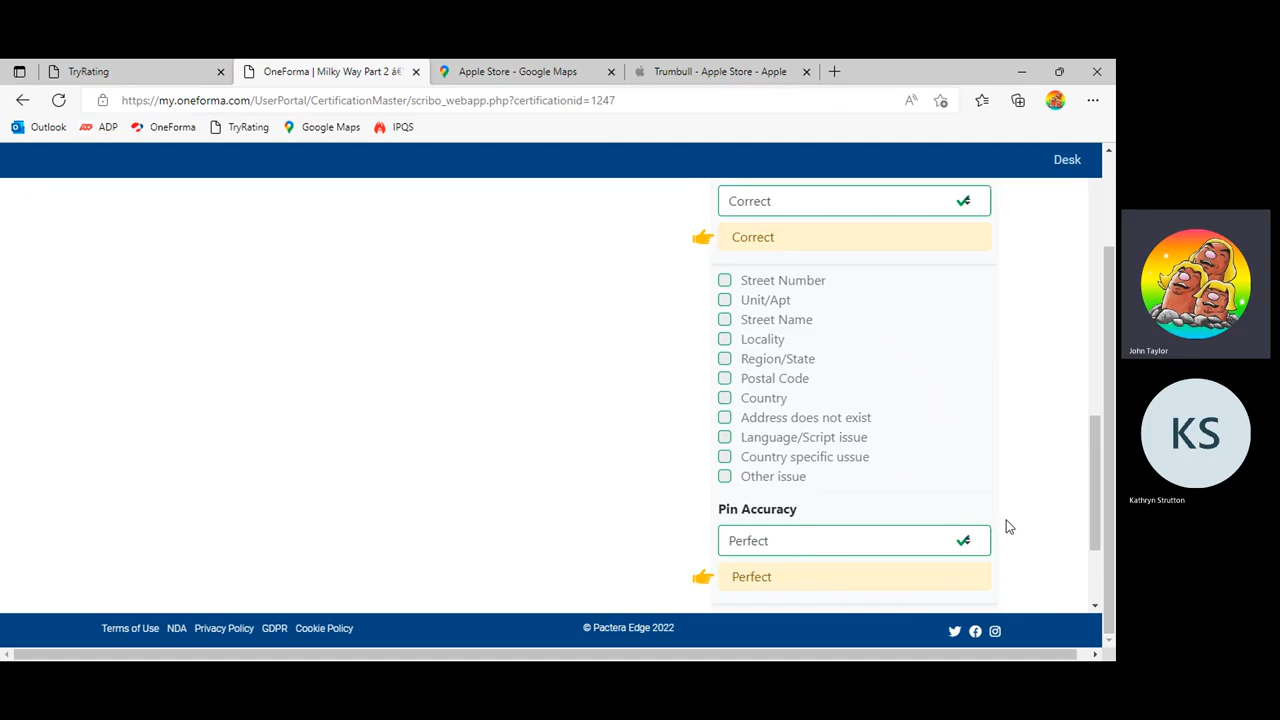 TryRating
OneForma | Milky Way Part 2 â€
Apple Store - Google Maps
Trumbull - Apple Store - Apple
https://my.oneforma.com/UserPortal/CertificationMaster/scribo_webapp.php?certificationid=1247
Outlook
ADP
OneForma
TryRating
Google Maps
IPQS
Desk
Correct
Correct
Street Number
Unit/Apt
Street Name
Locality
Region/State
Postal Code
Country
Address does not exist
Language/Script issue
Country specific ussue
Other issue
Pin Accuracy
Perfect
Perfect
Terms of Use NDA Privacy Policy GDPR Cookie Policy
© Pactera Edge 2022
John Taylor
KS
Kathryn Strutton